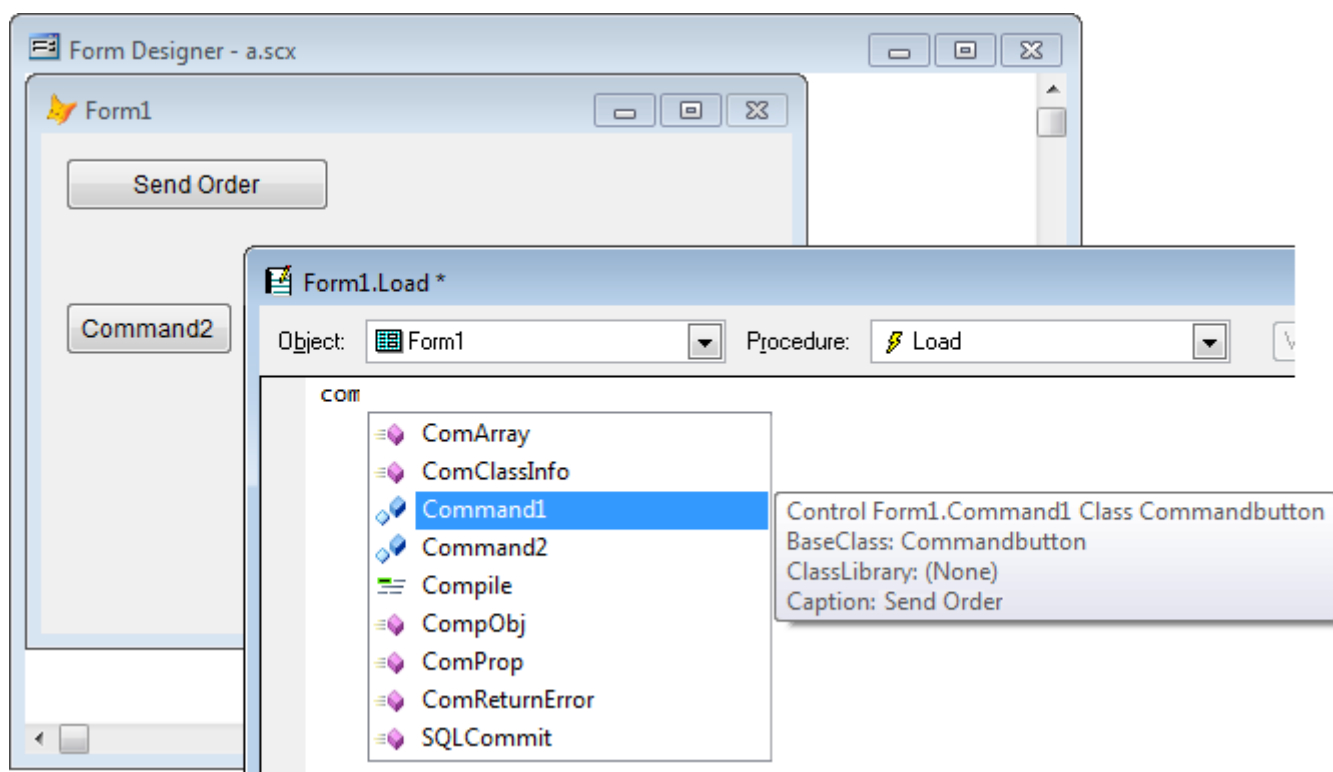 Form Designer - a.scx
Form1
Send Order
Command2
Form1.Load *
Object: Form1 Procedure: Load
com
ComArray
ComClassInfo
Command1
Command2
Compile
CompObj
ComProp
ComReturnError
SQLCommit
Control Form1.Command1 Class Commandbutton
BaseClass: Commandbutton
ClassLibrary: (None)
Caption: Send Order